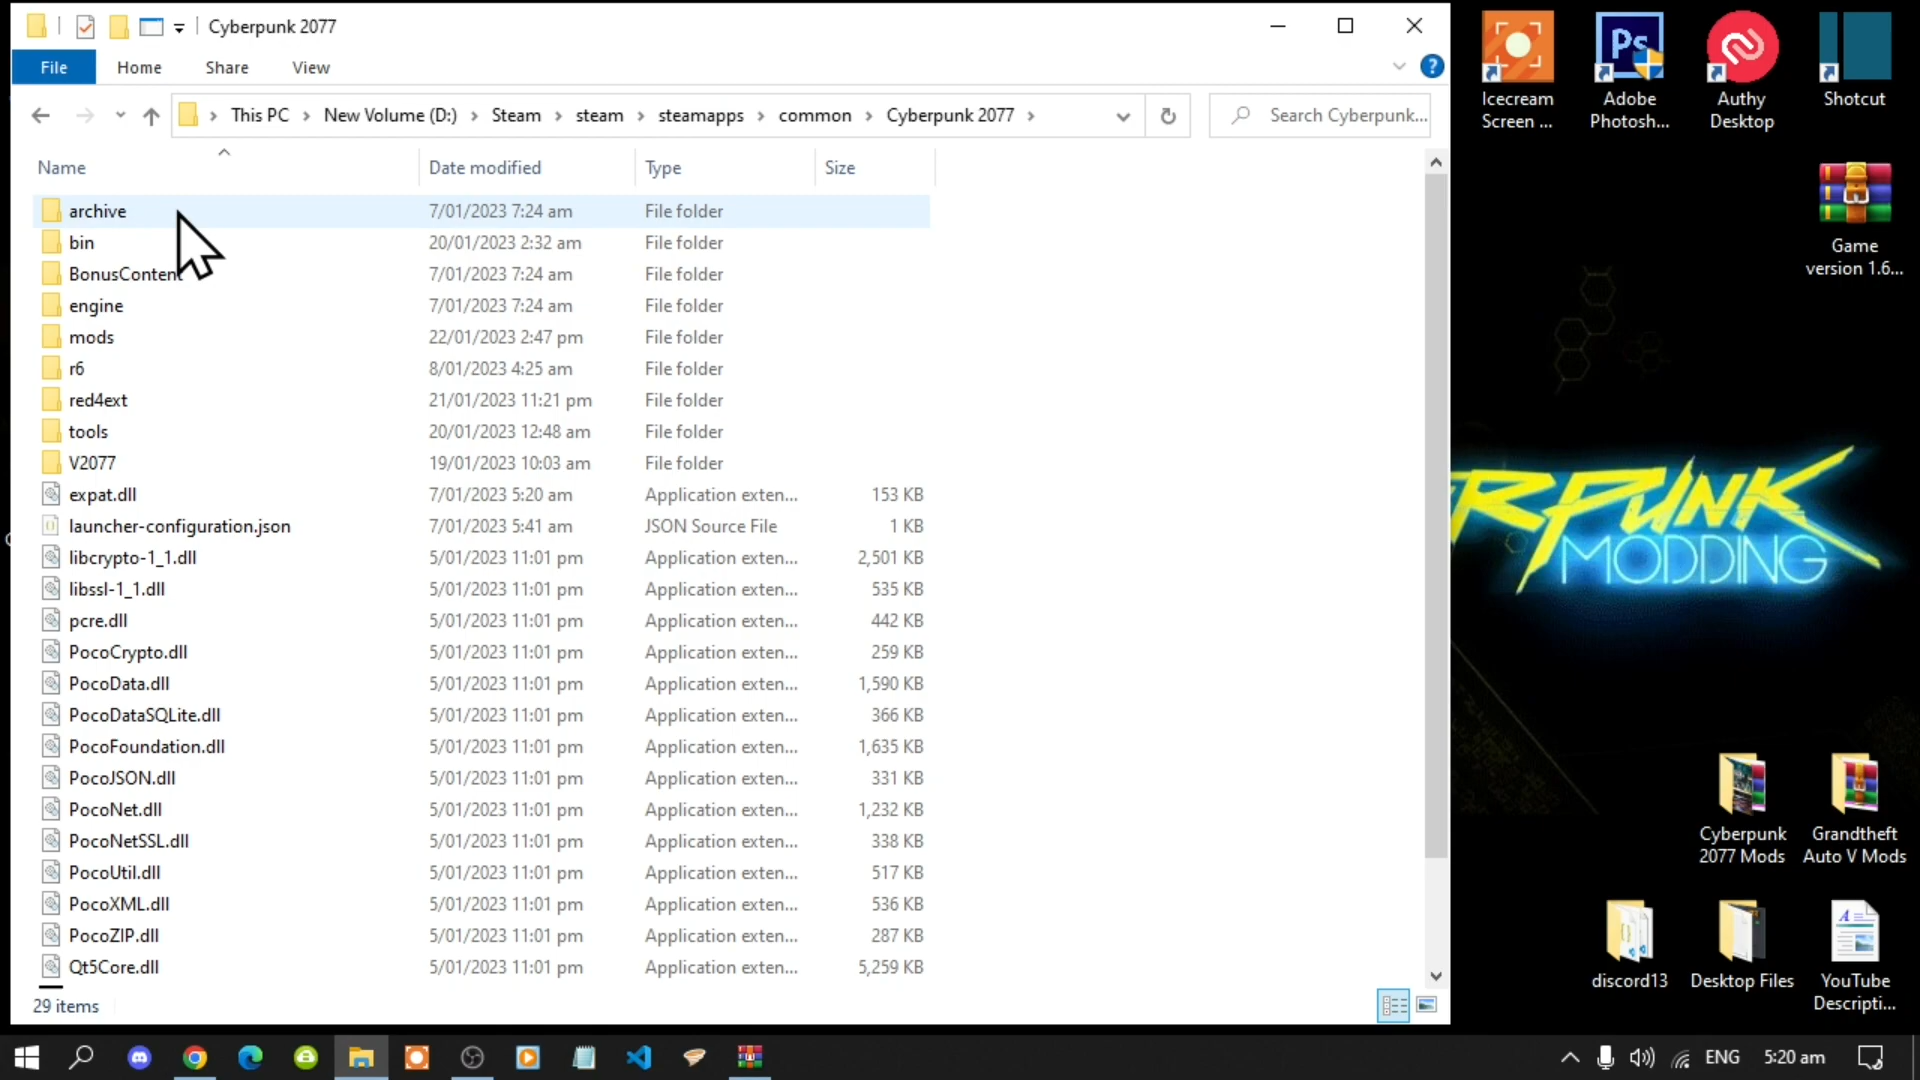 Cyberpunk 2077
File Home Share View
This PC New Volume (D:) Steam steam steamapps common Cyberpunk 2077 Search Cyberpunk...
Name Date modified Type Size
archive 7/01/2023 7:24 am File folder
bin 20/01/2023 2:32 am File folder
BonusContent 7/01/2023 7:24 am File folder
engine 7/01/2023 7:24 am File folder
mods 22/01/2023 2:47 pm File folder
r6 8/01/2023 4:25 am File folder
red4ext 21/01/2023 11:21 pm File folder
tools 20/01/2023 12:48 am File folder
V2077 19/01/2023 10:03 am File folder
expat.dll 7/01/2023 5:20 am Application exten... 153 KB
launcher-configuration.json 7/01/2023 5:41 am JSON Source File 1 KB
libcrypto-1_1.dll 5/01/2023 11:01 pm Application exten... 2,501 KB
libssl-1_1.dll 5/01/2023 11:01 pm Application exten... 535 KB
pcre.dll 5/01/2023 11:01 pm Application exten... 442 KB
PocoCrypto.dll 5/01/2023 11:01 pm Application exten... 259 KB
PocoData.dll 5/01/2023 11:01 pm Application exten... 1,590 KB
PocoDataSQLite.dll 5/01/2023 11:01 pm Application exten... 366 KB
PocoFoundation.dll 5/01/2023 11:01 pm Application exten... 1,635 KB
PocoJSON.dll 5/01/2023 11:01 pm Application exten... 331 KB
PocoNet.dll 5/01/2023 11:01 pm Application exten... 1,232 KB
PocoNetSSL.dll 5/01/2023 11:01 pm Application exten... 338 KB
PocoUtil.dll 5/01/2023 11:01 pm Application exten... 517 KB
PocoXML.dll 5/01/2023 11:01 pm Application exten... 536 KB
PocoZIP.dll 5/01/2023 11:01 pm Application exten... 287 KB
Qt5Core.dll 5/01/2023 11:01 pm Application exten... 5,259 KB
29 items
Ps
Icecream
Screen ...
Adobe
Photosh...
Authy
Desktop
Shotcut
Game
version 1.6...
RPUNK
MODDING
Cyberpunk
2077 Mods
Grandtheft
Auto V Mods
discord13
Desktop Files
YouTube
Descripti...
ENG 5:20 am